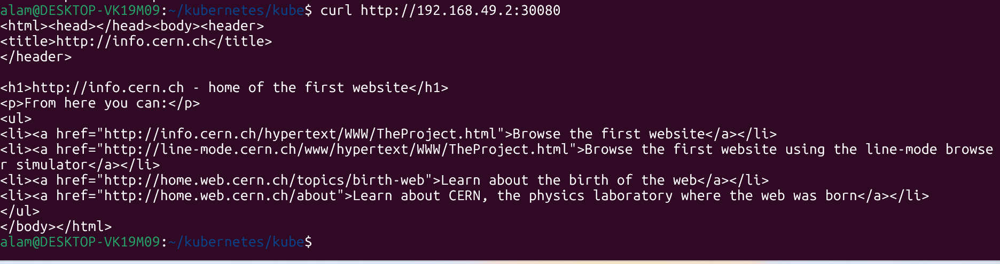 alam@DESKTOP-VK19M09:~/kubernetes/kube$ curl http://192.168.49.2:30080
<html><head></head><body><header>
<title>http://info.cern.ch</title>
</header>

<h1>http://info.cern.ch - home of the first website</h1>
<p>From here you can:</p>
<ul>
<li><a href="http://info.cern.ch/hypertext/WWW/TheProject.html">Browse the first website</a></li>
<li><a href="http://line-mode.cern.ch/www/hypertext/WWW/TheProject.html">Browse the first website using the line-mode browse
r simulator</a></li>
<li><a href="http://home.web.cern.ch/topics/birth-web">Learn about the birth of the web</a></li>
<li><a href="http://home.web.cern.ch/about">Learn about CERN, the physics laboratory where the web was born</a></li>
</ul>
</body></html>
alam@DESKTOP-VK19M09:~/kubernetes/kube$